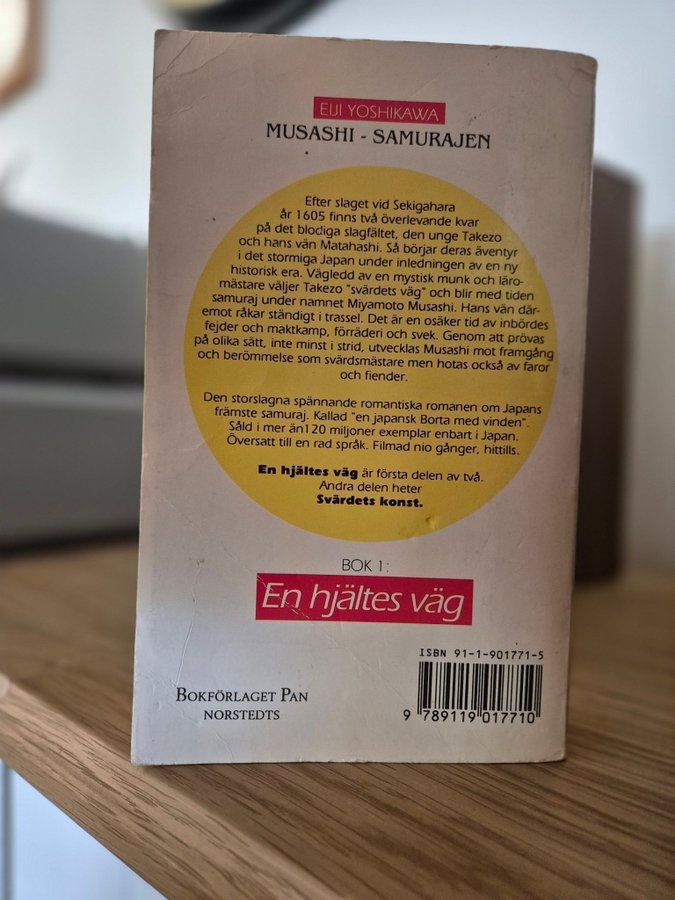 EIJI YOSHIKAWA
MUSASHI - SAMURAJEN
Efter slaget vid Sekigahara
år 1605 finns två överlevande kvar
på det blodiga slagfältet, den unge Takezo
och hans vän Matahashi. Så börjar deras äventyr
i det stormiga Japan under inledningen av en ny
historisk era. Vägledd av en mystisk munk och läro-
mästare väljer Takezo "svärdets väg" och blir med tiden
samuraj under namnet Miyamoto Musashi. Hans vän där-
emot råkar ständigt i trassel. Det är en osäker tid av inbördes
fejder och maktkamp, förräderi och svek. Genom att prövas
på olika sätt, inte minst i strid, utvecklas Musashi mot framgång
och berömmelse som svärdsmästare men hotas också av faror
och fiender.
Den storslagna spännande romantiska romanen om Japans
främste samuraj. Kallad "en japansk Borta med vinden".
Såld i mer än120 miljoner exemplar enbart i Japan.
Översatt till en rad språk. Filmad nio gånger, hittills.
En hjältes väg är första delen av två.
Andra delen heter
Svärdets konst.
BOK 1:
En hjältes väg
ISBN 91-1-901771-5
BOKFÖRLAGET PAN
NORSTEDTS
9 789119 017710